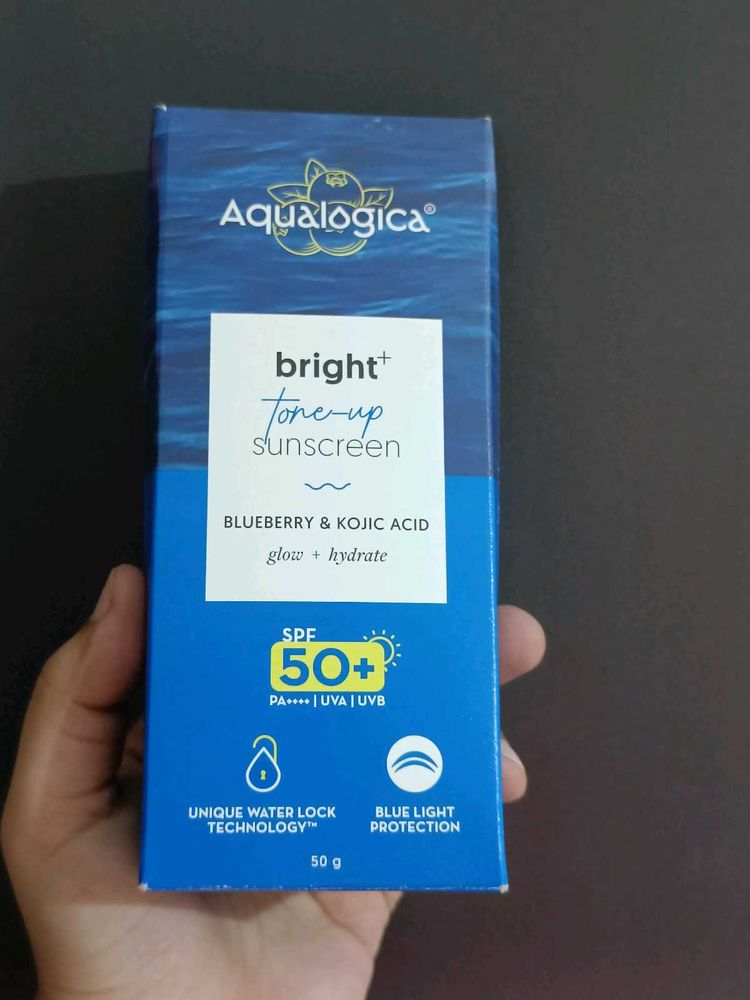 Aqualogica®
bright+
tone-up
sunscreen
BLUEBERRY & KOJIC ACID
glow + hydrate
SPF
50+
PA++++ | UVA | UVB
UNIQUE WATER LOCK
TECHNOLOGY™
BLUE LIGHT
PROTECTION
50 g